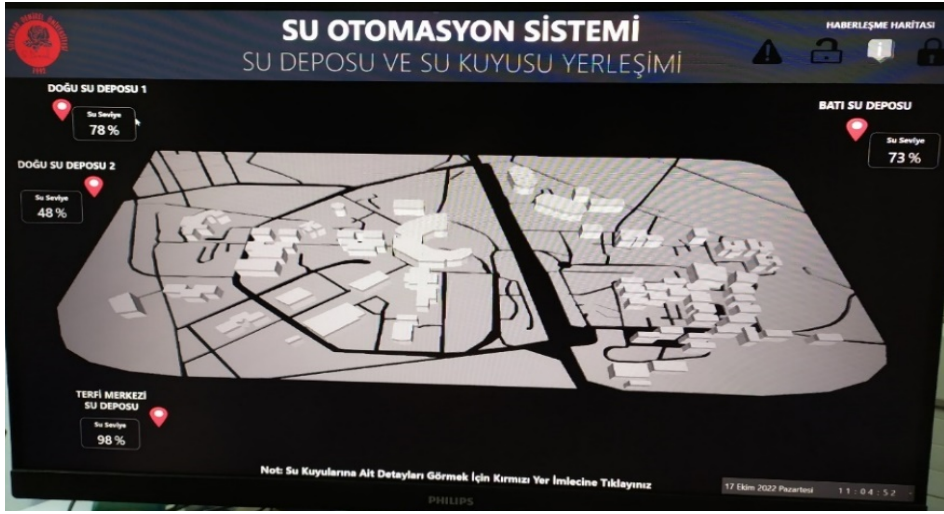 SU OTOMASYON SİSTEMİ
SU DEPOSU VE SU KUYUSU YERLEŞİMİ
HABERLEŞME HARİTASI
DOĞU SU DEPOSU 1
Su Seviye
78 %
DOĞU SU DEPOSU 2
Su Seviye
48 %
BATI SU DEPOSU
Su Seviye
73 %
TERFİ MERKEZİ
SU DEPOSU
Su Seviye
98 %
Not: Su Kuyularına Ait Detayları Görmek İçin Kırmızı Yer İmlecine Tıklayınız
17 Ekim 2022 Pazartesi
11:04:52
PHILIPS